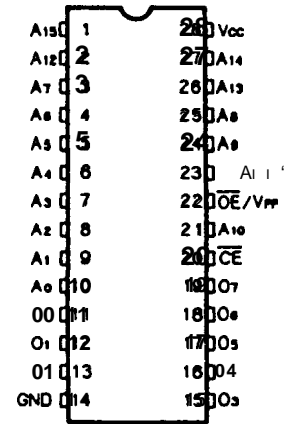 A15 1 28 Vcc
A12 2 27 A14
A7 3 26 A13
A6 4 25 A8
A5 5 24 A9
A4 6 23
A3 7 22 OE/VPP
A2 8 21 A10
A1 9 20 CE
A0 10 19 O7
00 11 18 O6
O1 12 17 O5
01 13 16 04
GND 14 15 O3